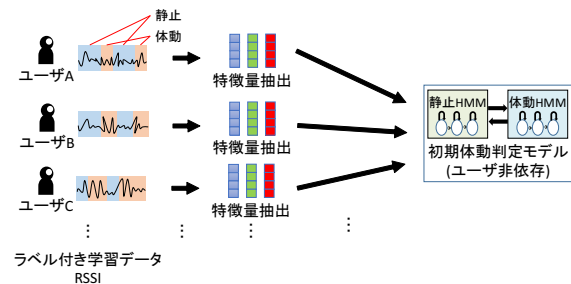 静止
体動
ユーザA
特徴量抽出
静止HMM
体動HMM
ユーザB
特徴量抽出
初期体動判定モデル
(ユーザ非依存)
ユーザC
特徴量抽出
⋮ ⋮ ⋮ ⋮
ラベル付き学習データ
RSSI